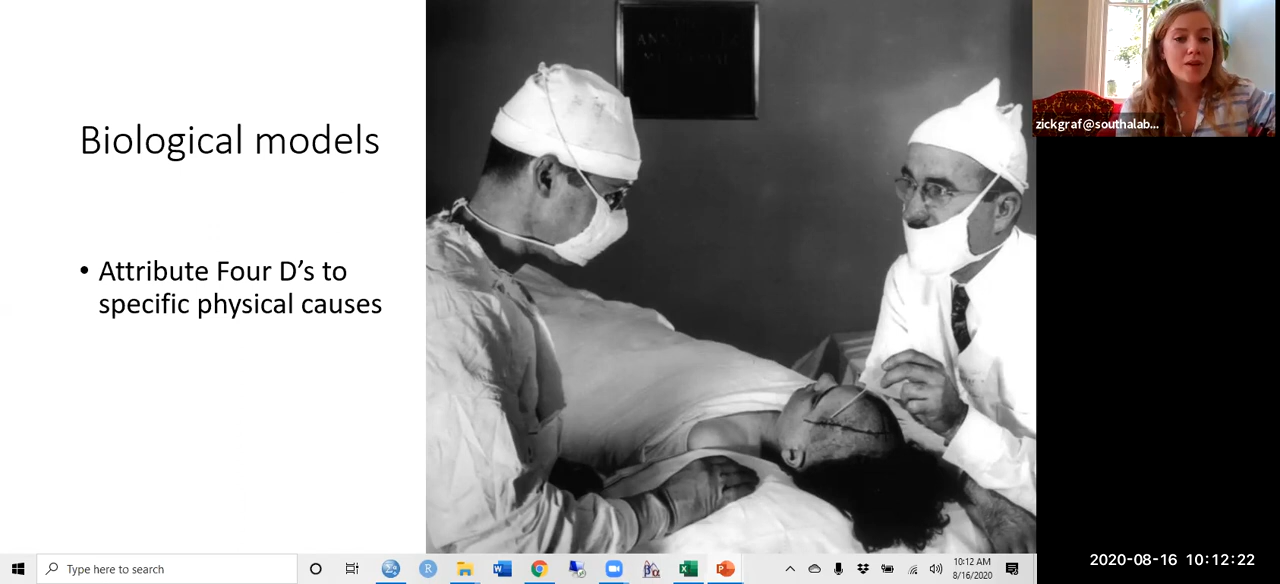 Biological models
• Attribute Four D’s to
specific physical causes
zickgraf@southalab...
Type here to search
10:12 AM
8/16/2020
2020-08-16 10:12:22